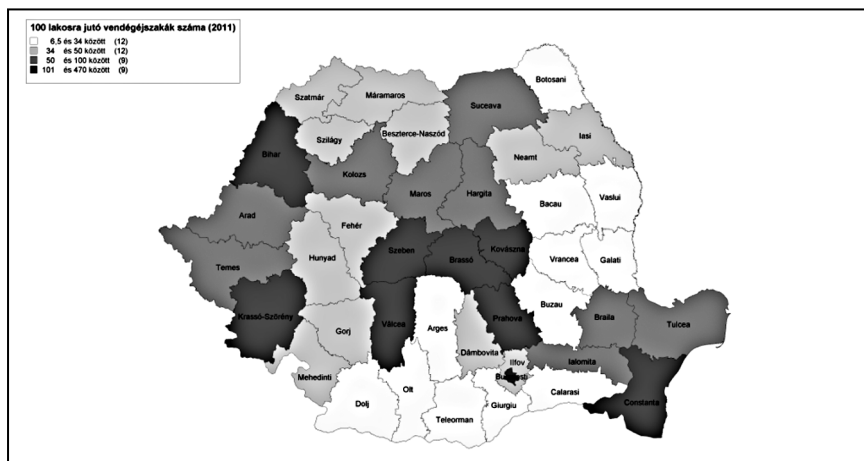 100 lakosra jutó vendégéjszakák száma (2011)
6,5 és 34 között (12)
34 és 50 között (12)
50 és 100 között (9)
101 és 470 között (9)
Botosani
Szatmár
Máramaros
Suceava
Szilágy
Beszterce-Naszód
Iasi
Bihar
Neamt
Kolozs
Maros
Hargita
Bacau
Vaslui
Arad
Fehér
Szeben
Brassó
Kovászna
Hunyad
Vrancea
Galati
Temes
Buzau
Krassó-Szörény
Válcea
Arges
Prahova
Braila
Tulcea
Gorj
Dâmbovita
Ilfov
Ialomita
Mehedinti
Bucuresti
Olt
Calarasi
Constanta
Dolj
Giurgiu
Teleorman